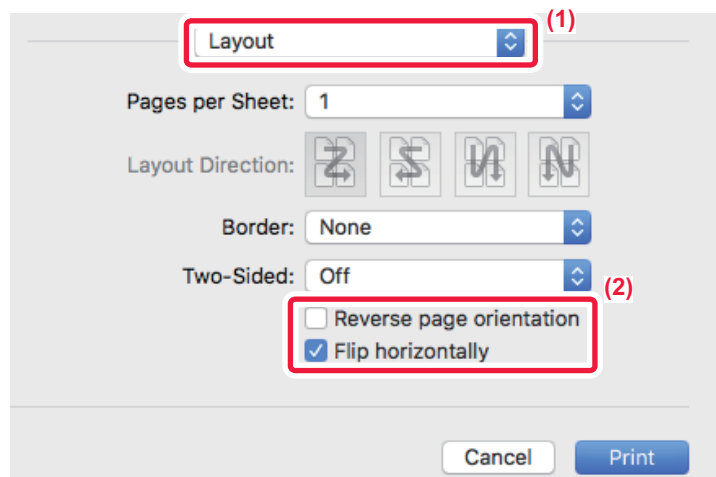 (1)
Layout
Pages per Sheet: 1
Layout Direction:
Border: None
Two-Sided: Off
(2)
Reverse page orientation
Flip horizontally
Cancel Print